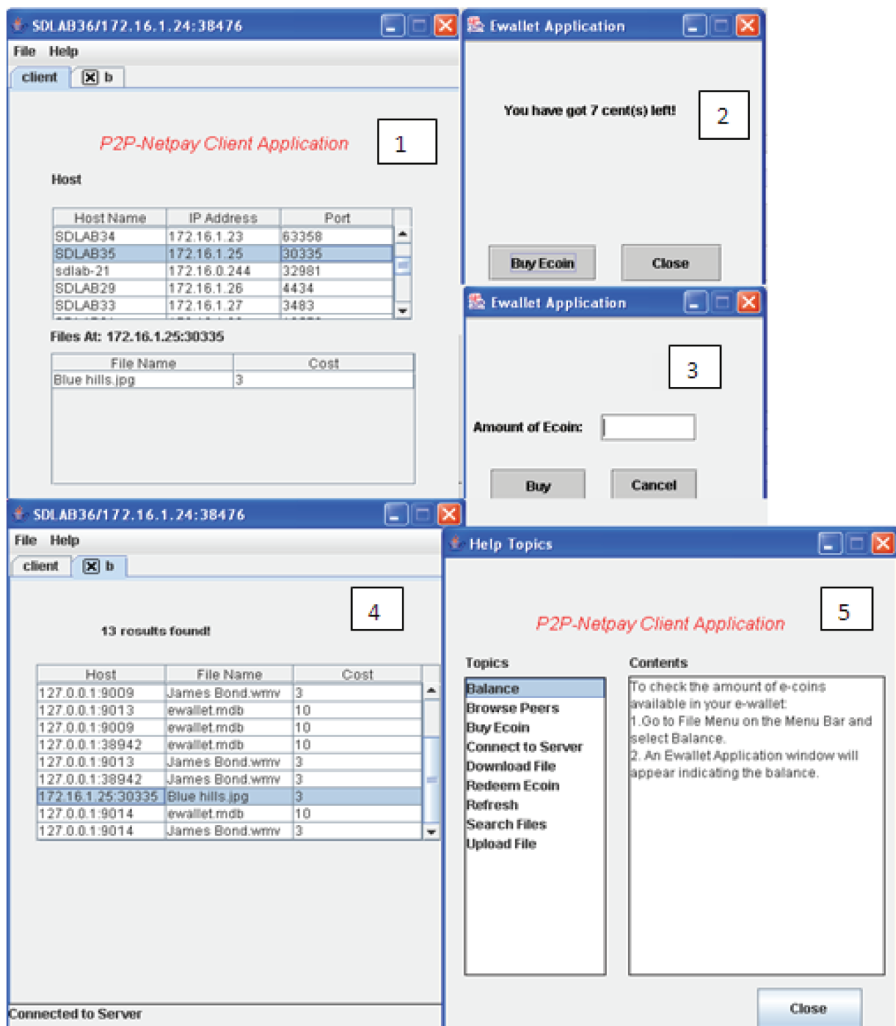 SDLAB36/172.16.1.24:38476
File Help
client b
P2P-Netpay Client Application
1
Host
Host Name IP Address Port
SDLAB34 172.16.1.23 63358
SDLAB35 172.16.1.25 30335
sdlab-21 172.16.0.244 32981
SDLAB29 172.16.1.26 4434
SDLAB33 172.16.1.27 3483
Files At: 172.16.1.25:30335
File Name Cost
Blue hills.jpg 3
Ewallet Application
You have got 7 cent(s) left!
2
Buy Ecoin Close
Ewallet Application
3
Amount of Ecoin:
Buy Cancel
SDLAB36/172.16.1.24:38476
File Help
client b
4
13 results found!
Host File Name Cost
127.0.0.1:9009 James Bond.wmv 3
127.0.0.1:9013 ewallet.mdb 10
127.0.0.1:9009 ewallet.mdb 10
127.0.0.1:38942 ewallet.mdb 10
127.0.0.1:9013 James Bond.wmv 3
127.0.0.1:38942 James Bond.wmv 3
172.16.1.25:30335 Blue hills.jpg 3
127.0.0.1:9014 ewallet.mdb 10
127.0.0.1:9014 James Bond.wmv 3
Connected to Server
Help Topics
P2P-Netpay Client Application
5
Topics
Balance
Browse Peers
Buy Ecoin
Connect to Server
Download File
Redeem Ecoin
Refresh
Search Files
Upload File
Contents
To check the amount of e-coins
available in your e-wallet:
1.Go to File Menu on the Menu Bar and
select Balance.
2. An Ewallet Application window will
appear indicating the balance.
Close